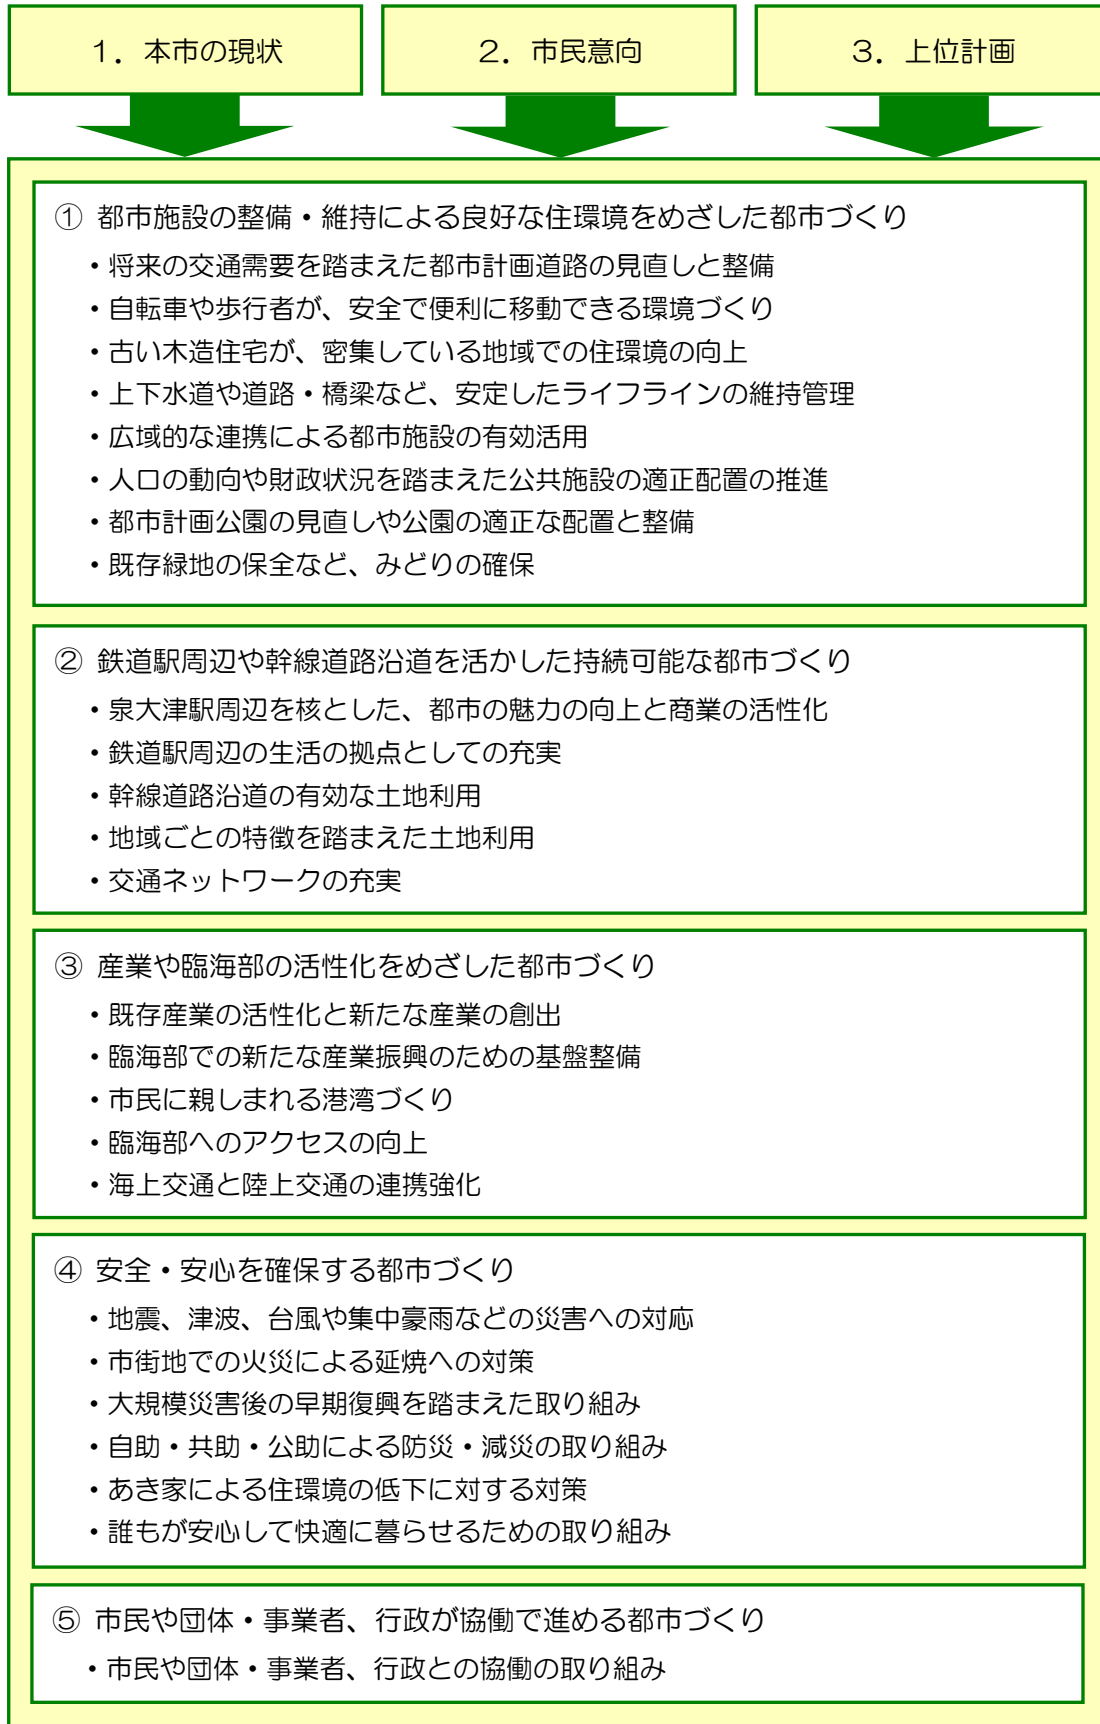 1．本市の現状
2．市民意向
3．上位計画
① 都市施設の整備・維持による良好な住環境をめざした都市づくり
・将来の交通需要を踏まえた都市計画道路の見直しと整備
・自転車や歩行者が、安全で便利に移動できる環境づくり
・古い木造住宅が、密集している地域での住環境の向上
・上下水道や道路・橋梁など、安定したライフラインの維持管理
・広域的な連携による都市施設の有効活用
・人口の動向や財政状況を踏まえた公共施設の適正配置の推進
・都市計画公園の見直しや公園の適正な配置と整備
・既存緑地の保全など、みどりの確保
② 鉄道駅周辺や幹線道路沿道を活かした持続可能な都市づくり
・泉大津駅周辺を核とした、都市の魅力の向上と商業の活性化
・鉄道駅周辺の生活の拠点としての充実
・幹線道路沿道の有効な土地利用
・地域ごとの特徴を踏まえた土地利用
・交通ネットワークの充実
③ 産業や臨海部の活性化をめざした都市づくり
・既存産業の活性化と新たな産業の創出
・臨海部での新たな産業振興のための基盤整備
・市民に親しまれる港湾づくり
・臨海部へのアクセスの向上
・海上交通と陸上交通の連携強化
④ 安全・安心を確保する都市づくり
・地震、津波、台風や集中豪雨などの災害への対応
・市街地での火災による延焼への対策
・大規模災害後の早期復興を踏まえた取り組み
・自助・共助・公助による防災・減災の取り組み
・あき家による住環境の低下に対する対策
・誰もが安心して快適に暮らせるための取り組み
⑤ 市民や団体・事業者、行政が協働で進める都市づくり
・市民や団体・事業者、行政との協働の取り組み